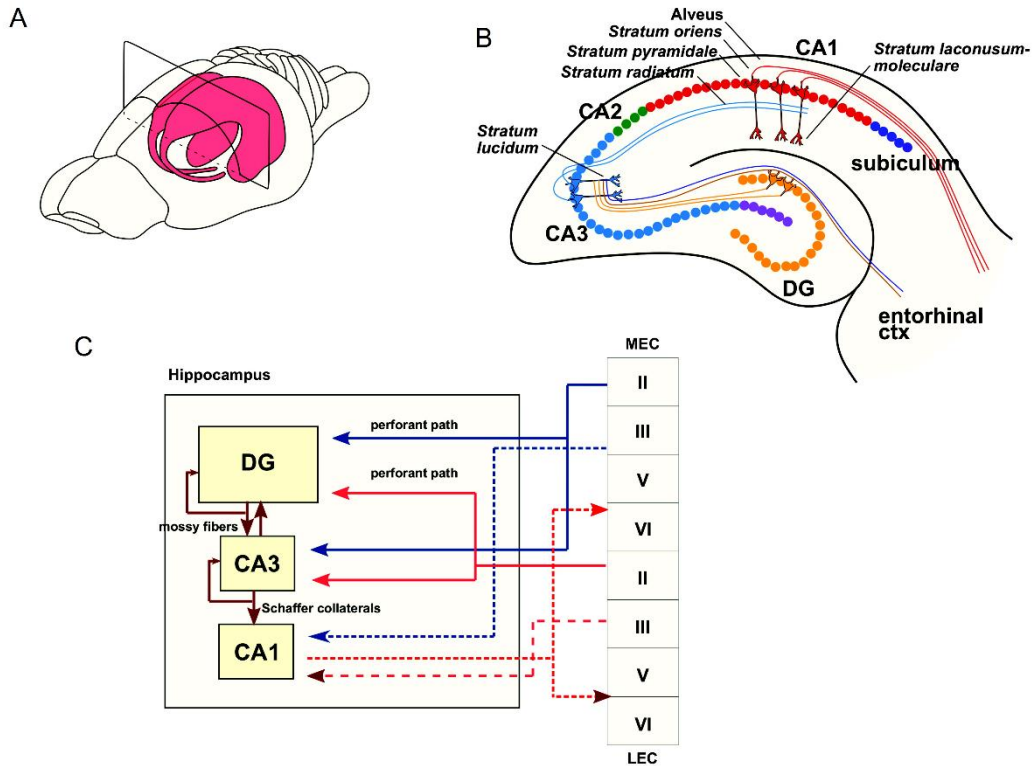 A
B
Alveus
Stratum oriens
CA1
Stratum pyramidale
Stratum laconusum-
moleculare
Stratum radiatum
CA2
Stratum
lucidum
subiculum
CA3
DG
entorhinal
ctx
C
MEC
Hippocampus
II
perforant path
III
DG
perforant path
V
mossy fibers
VI
CA3
II
Schaffer collaterals
III
CA1
V
VI
LEC